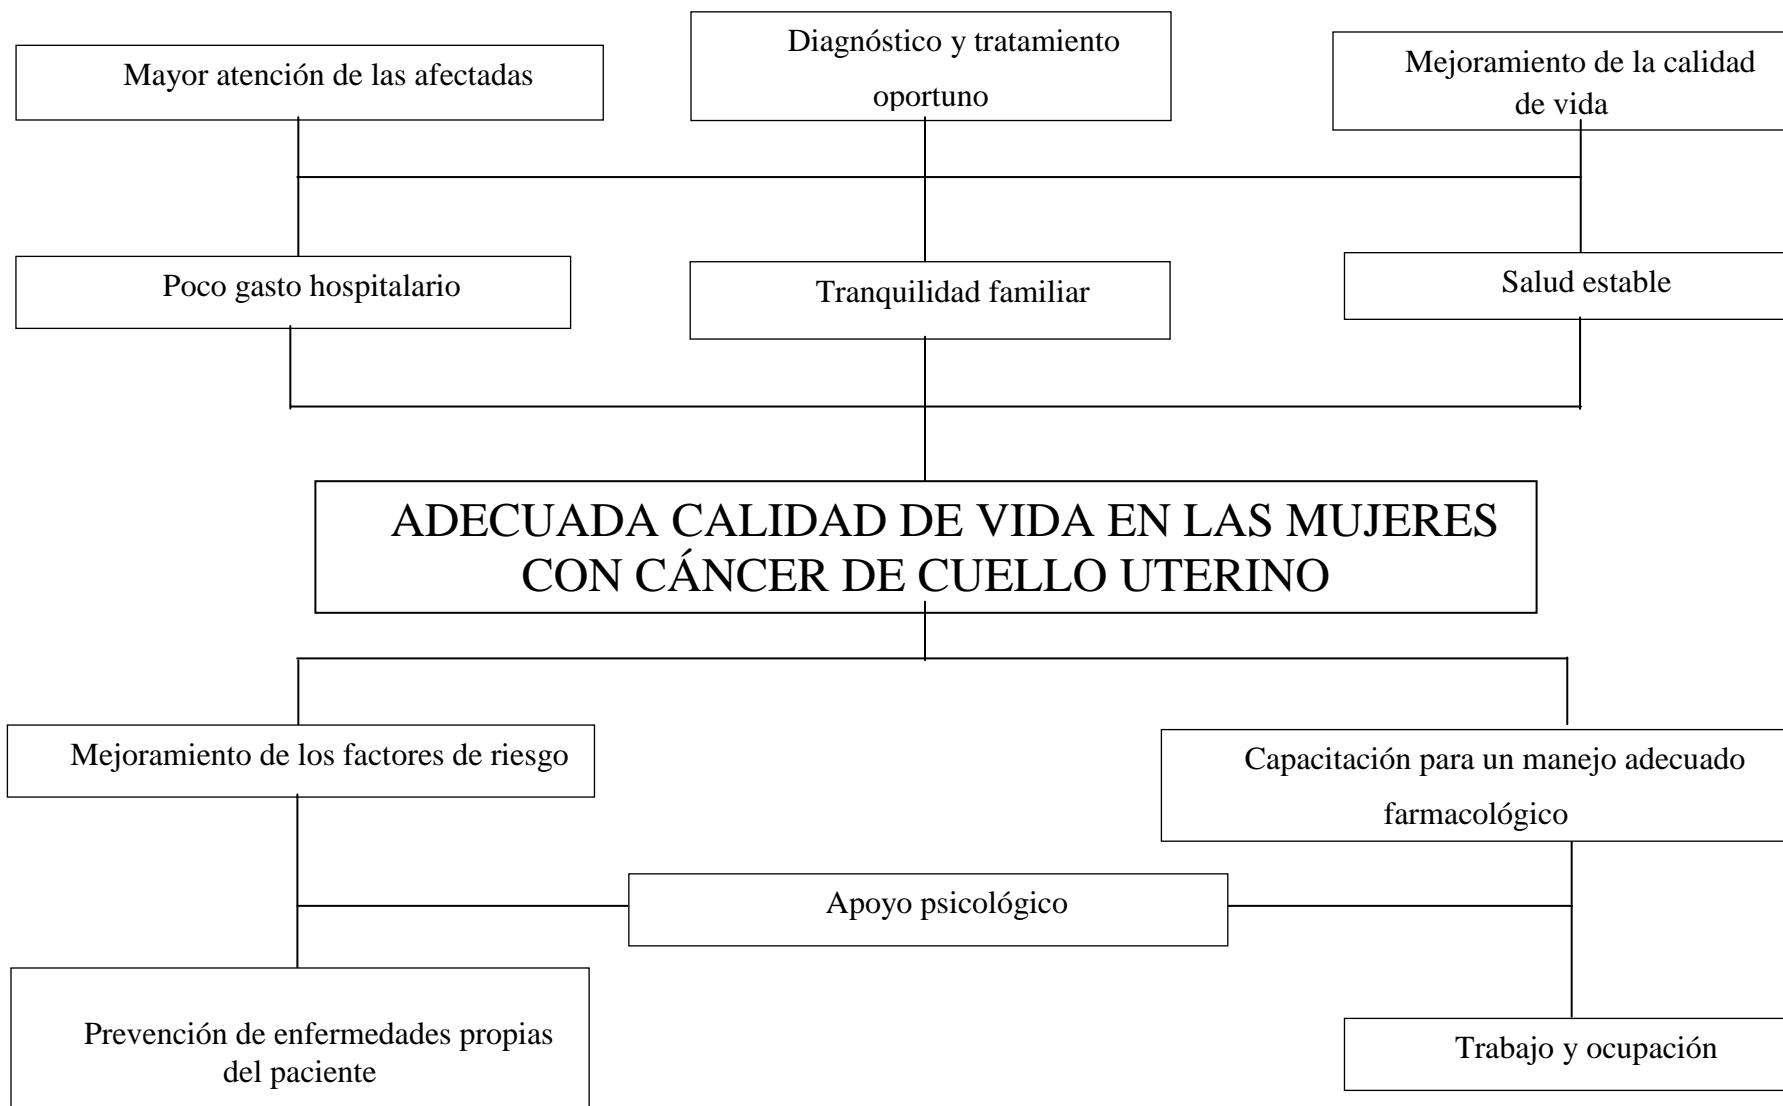 Mayor atención de las afectadas
Diagnóstico y tratamiento
oportuno
Mejoramiento de la calidad
de vida
Poco gasto hospitalario
Tranquilidad familiar
Salud estable
ADECUADA CALIDAD DE VIDA EN LAS MUJERES
CON CÁNCER DE CUELLO UTERINO
Mejoramiento de los factores de riesgo
Capacitación para un manejo adecuado
farmacológico
Apoyo psicológico
Prevención de enfermedades propias
del paciente
Trabajo y ocupación